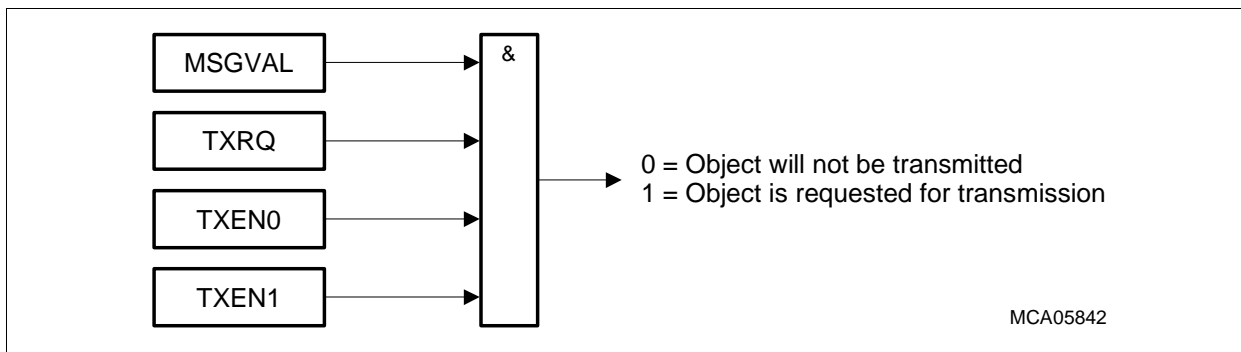 MSGVAL
&
TXRQ
TXEN0
TXEN1
0 = Object will not be transmitted
1 = Object is requested for transmission
MCA05842